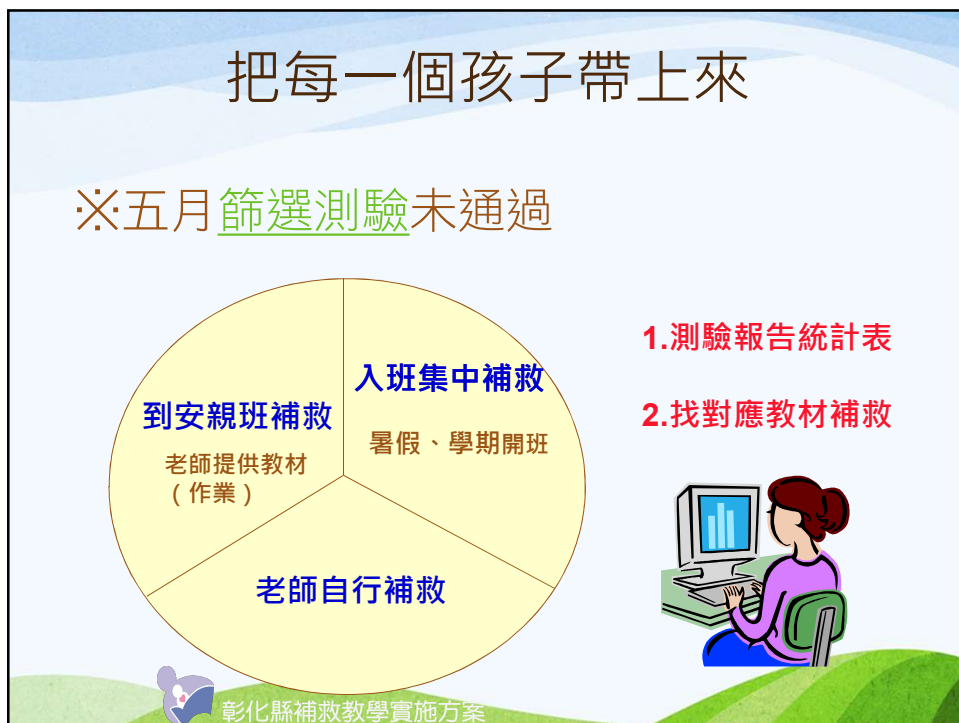 把每一個孩子帶上來
※五月篩選測驗未通過
入班集中補救
暑假、學期開班
到安親班補救
老師提供教材
（作業）
老師自行補救
1.測驗報告統計表
2.找對應教材補救
彰化縣補救教學實施方案